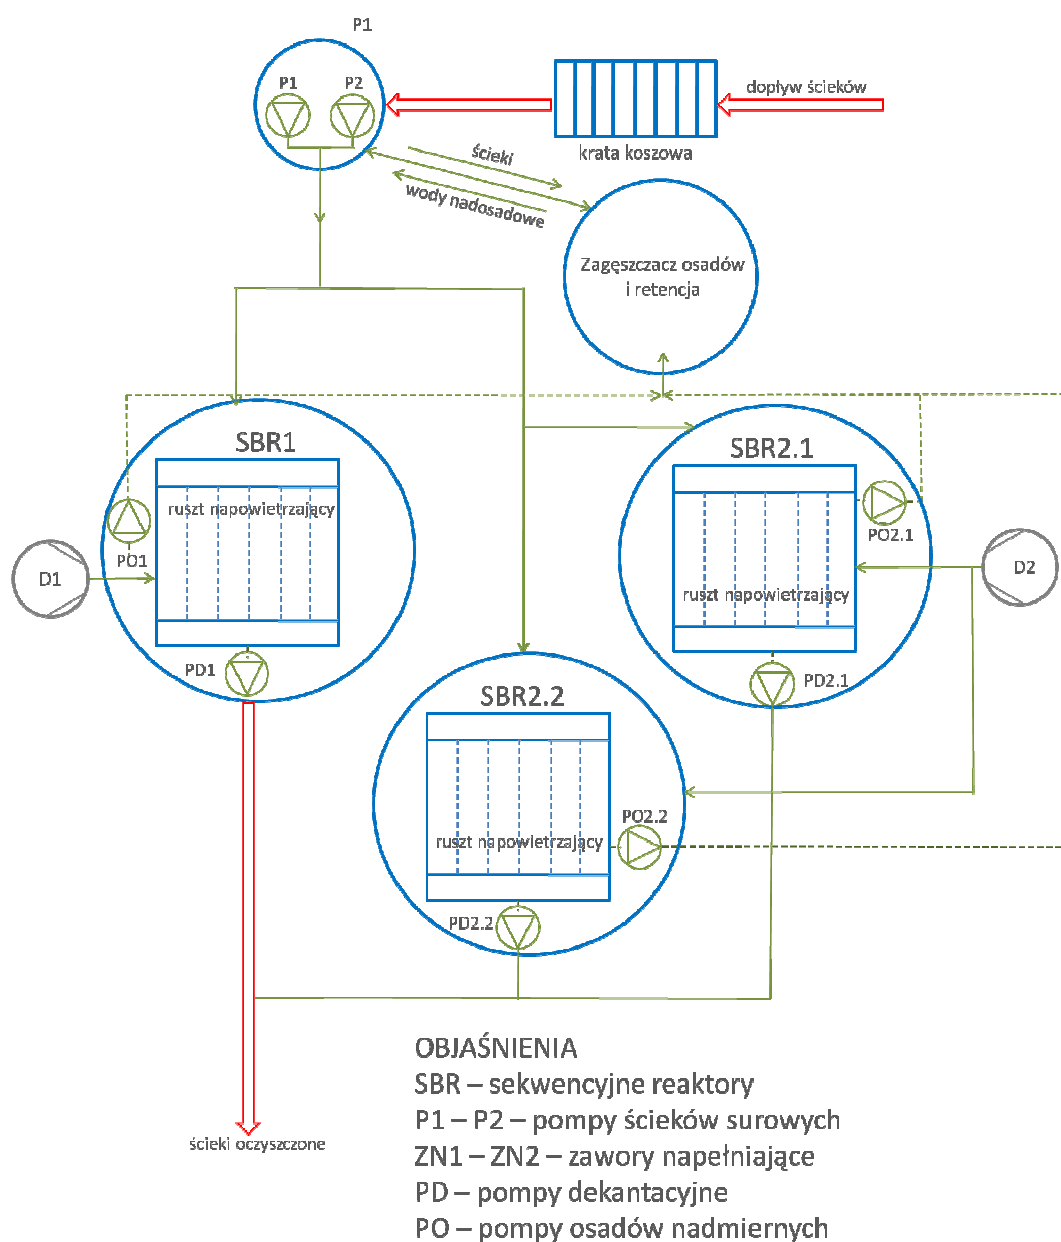 P1
P1
P2
dopływ ścieków
krata koszowa
ścieki
wody nadosadowe
Zagęszczacz osadów
i retencja
SBR1
ruszt napowietrzający
PO1
D1
PD1
SBR2.1
PO2.1
ruszt napowietrzający
D2
PD2.1
SBR2.2
PO2.2
ruszt napowietrzający
PD2.2
ścieki oczyszczone
OBJAŚNIENIA
SBR – sekwencyjne reaktory
P1 – P2 – pompy ścieków surowych
ZN1 – ZN2 – zawory napełniające
PD – pompy dekantacyjne
PO – pompy osadów nadmiernych